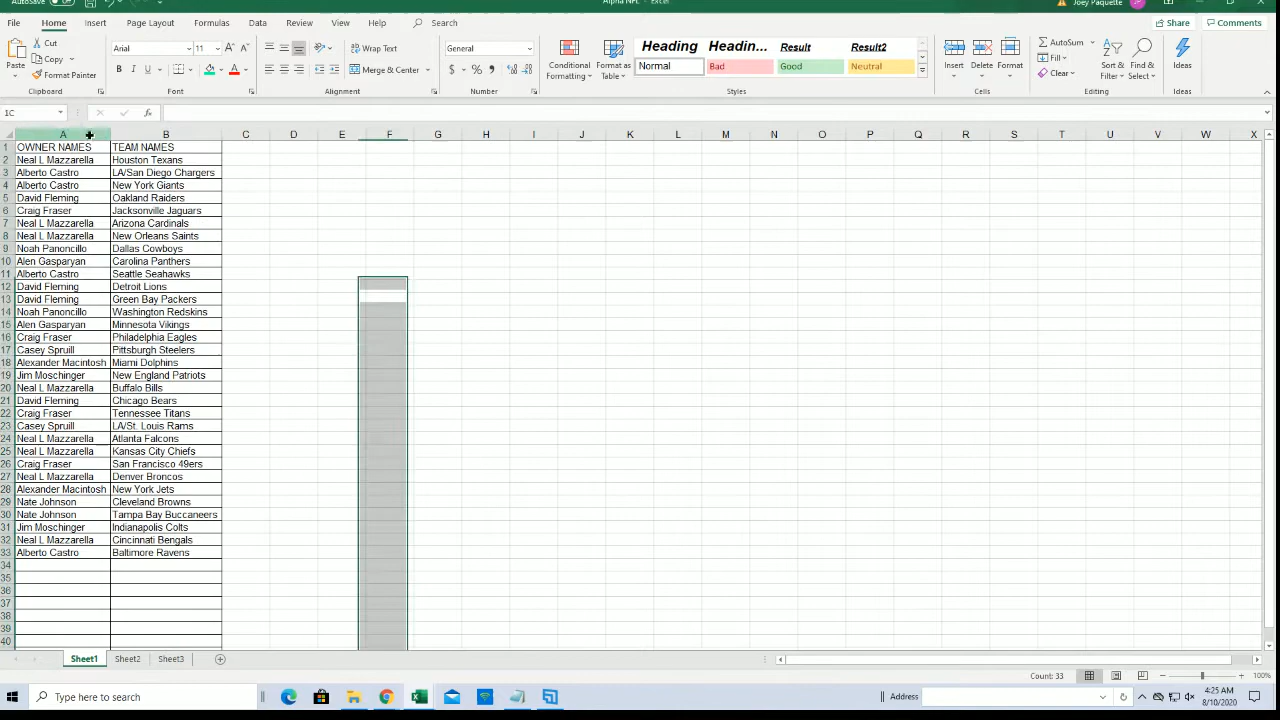 AutoSave
Alpha NFL - Excel
Joey Paquette
JP
File Home Insert Page Layout Formulas Data Review View Help Search
Share Comments
Paste
Cut
Copy
Format Painter
Clipboard
Arial 11
Wrap Text
Merge & Center
Font Alignment
General
Number
Conditional Formatting
Format as Table
Heading Headin... Result Result2
Normal Bad Good Neutral
Styles
Insert Delete Format
Cells
AutoSum
Fill
Clear
Sort & Filter
Find & Select
Editing
Ideas
Ideas
1C
A B C D E F G H I J K L M N O P Q R S T U V W X
1 OWNER NAMES TEAM NAMES
2 Neal L Mazzarella Houston Texans
3 Alberto Castro LA/San Diego Chargers
4 Alberto Castro New York Giants
5 David Fleming Oakland Raiders
6 Craig Fraser Jacksonville Jaguars
7 Neal L Mazzarella Arizona Cardinals
8 Neal L Mazzarella New Orleans Saints
9 Noah Panoncillo Dallas Cowboys
10 Alen Gasparyan Carolina Panthers
11 Alberto Castro Seattle Seahawks
12 David Fleming Detroit Lions
13 David Fleming Green Bay Packers
14 Noah Panoncillo Washington Redskins
15 Alen Gasparyan Minnesota Vikings
16 Craig Fraser Philadelphia Eagles
17 Casey Spruill Pittsburgh Steelers
18 Alexander Macintosh Miami Dolphins
19 Jim Moschinger New England Patriots
20 Neal L Mazzarella Buffalo Bills
21 David Fleming Chicago Bears
22 Craig Fraser Tennessee Titans
23 Casey Spruill LA/St. Louis Rams
24 Neal L Mazzarella Atlanta Falcons
25 Neal L Mazzarella Kansas City Chiefs
26 Craig Fraser San Francisco 49ers
27 Neal L Mazzarella Denver Broncos
28 Alexander Macintosh New York Jets
29 Nate Johnson Cleveland Browns
30 Nate Johnson Tampa Bay Buccaneers
31 Jim Moschinger Indianapolis Colts
32 Neal L Mazzarella Cincinnati Bengals
33 Alberto Castro Baltimore Ravens
34
35
36
37
38
39
40
Sheet1 Sheet2 Sheet3
Count: 33 100%
Type here to search
Address
4:25 AM
8/10/2020